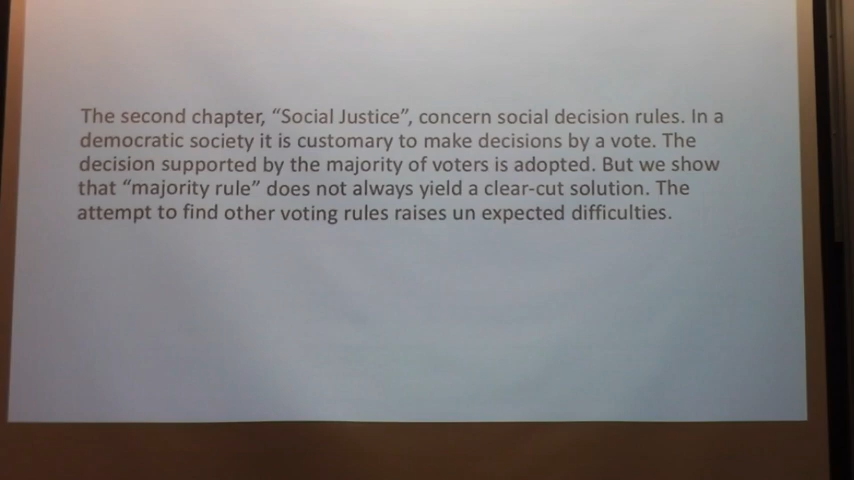 The second chapter, “Social Justice”, concern social decision rules. In a
democratic society it is customary to make decisions by a vote. The
decision supported by the majority of voters is adopted. But we show
that “majority rule” does not always yield a clear-cut solution. The
attempt to find other voting rules raises un expected difficulties.